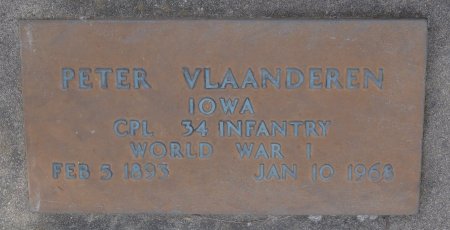 PETER VLAANDEREN
IOWA
CPL 34 INFANTRY
WORLD WAR I
FEB 5 1893 JAN 10 1968